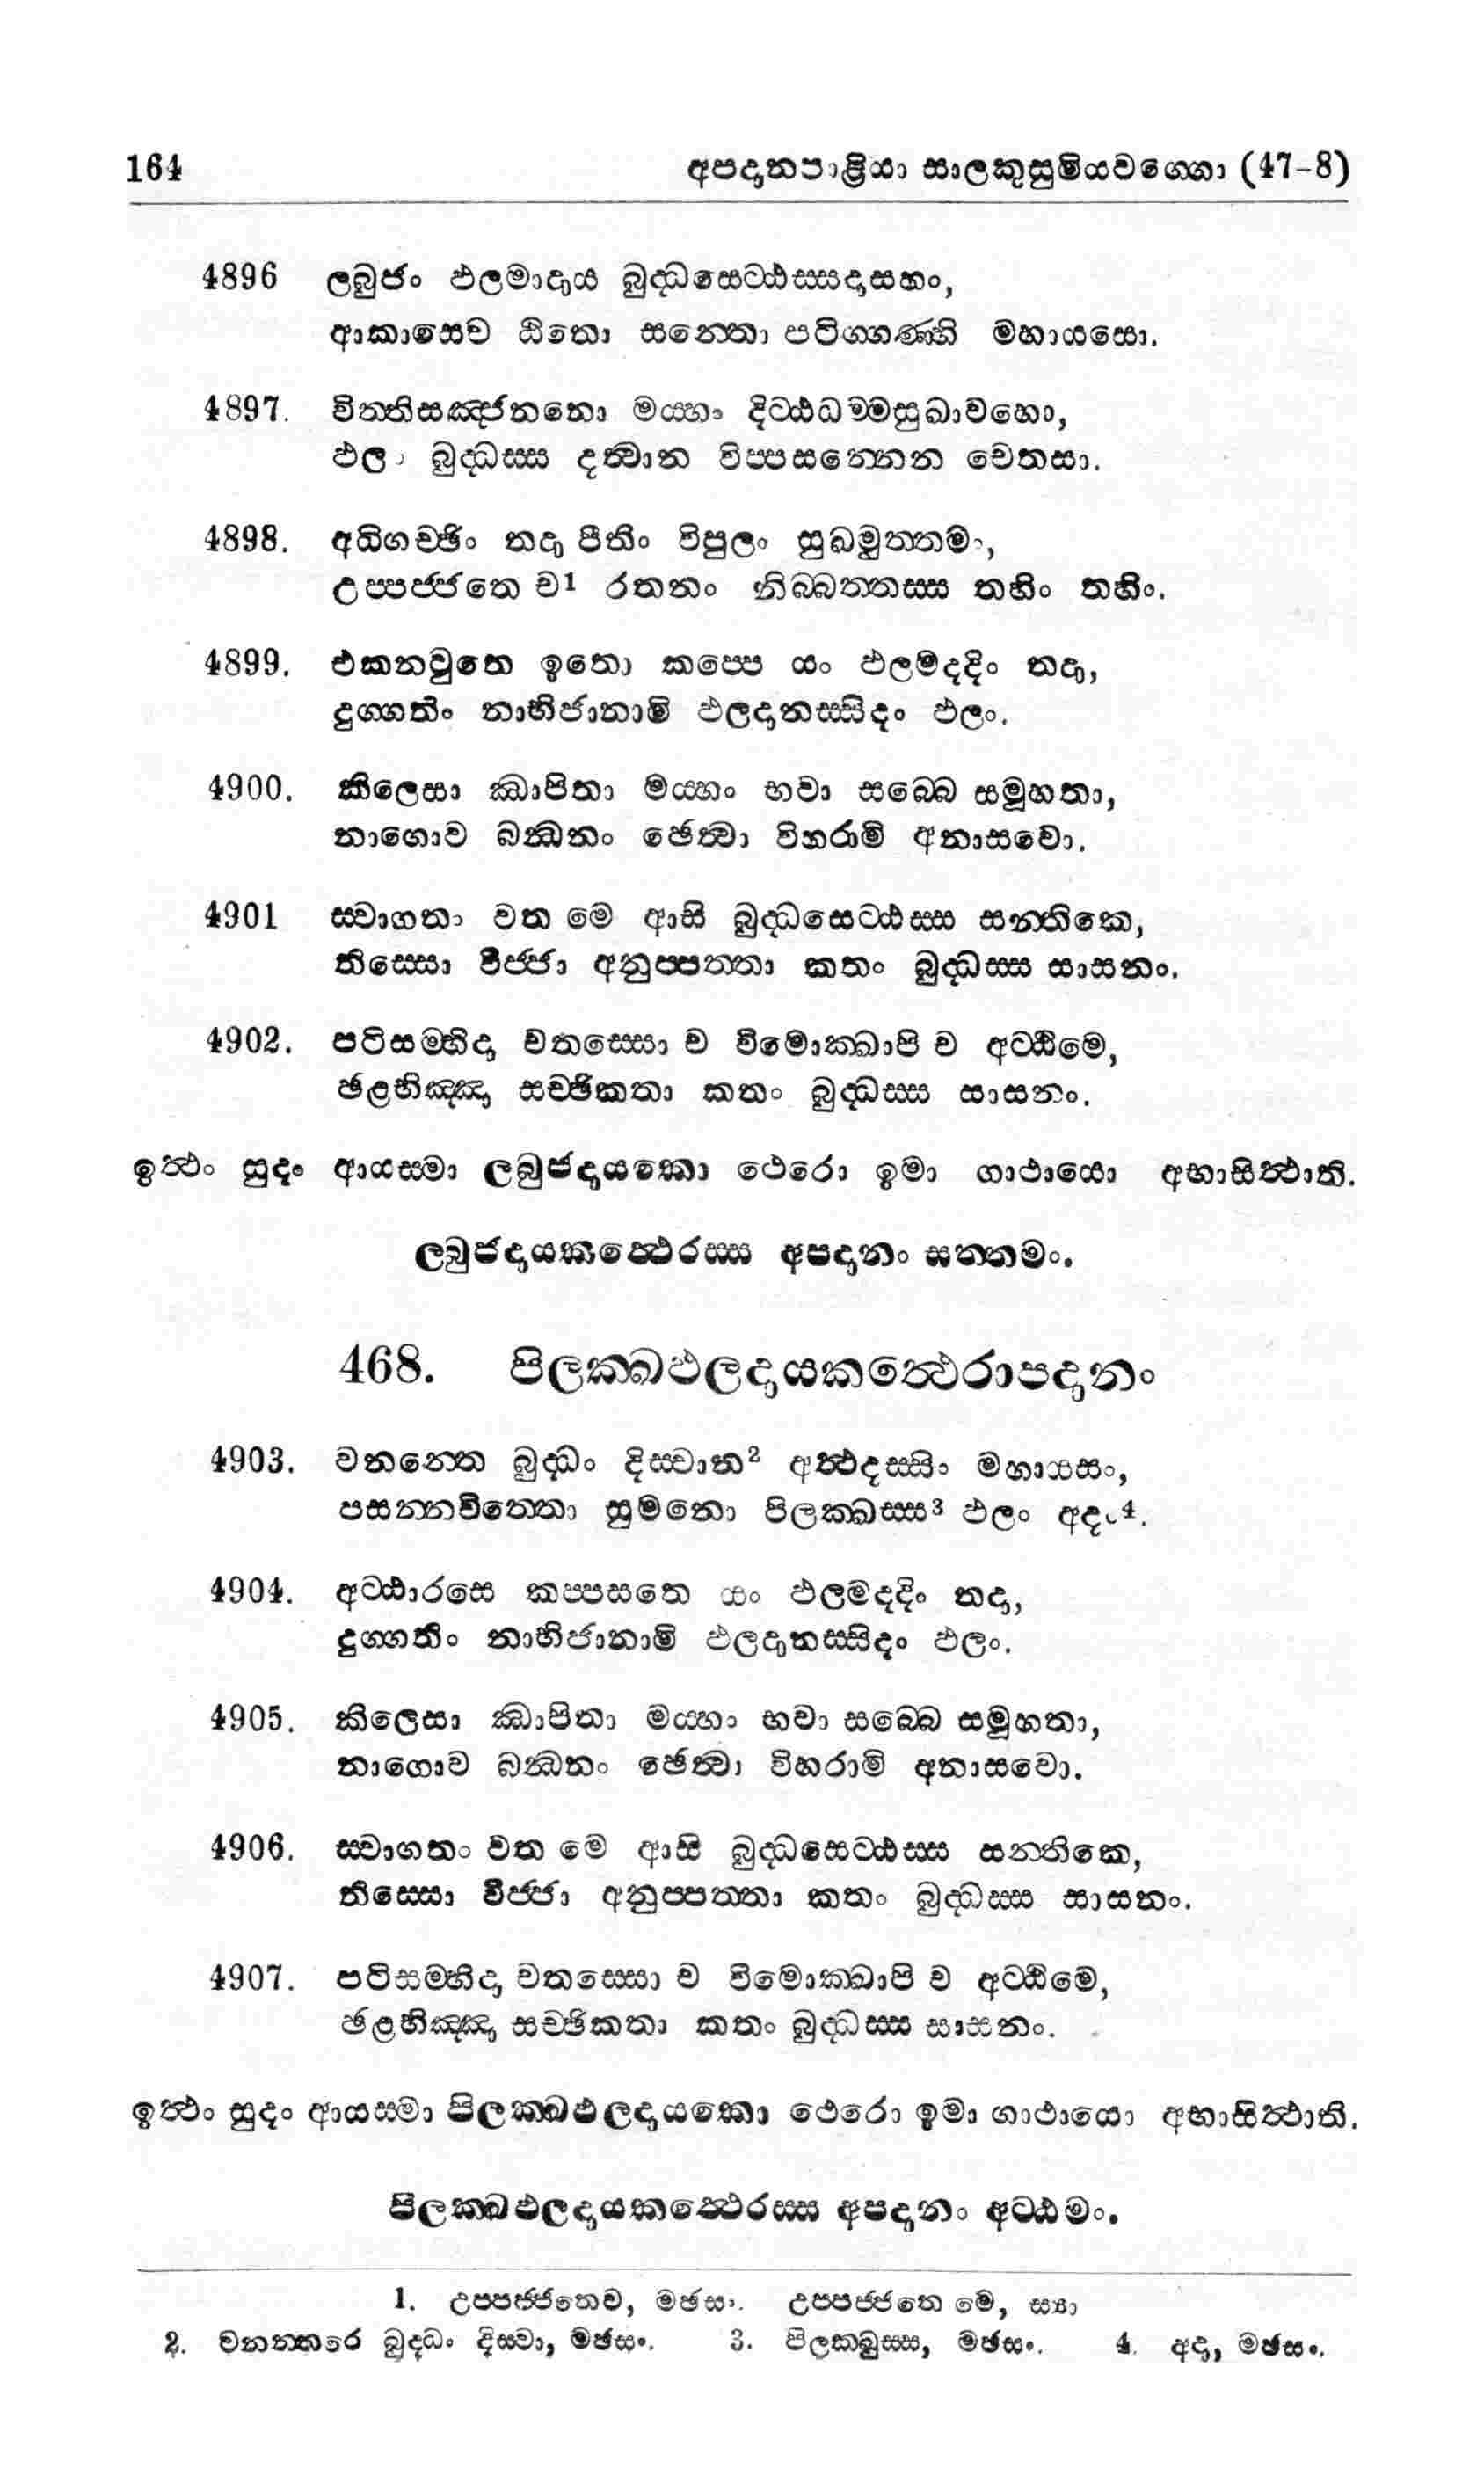 164 අපදානපාළියා සාලකුසුමියවග්ගො (47-8)
4896 ලබුජං ඵලමාදාය බුද්ධසෙට්ඨස්සදාසහං,
ආකාසෙව ඨිතො සන්තො පටිග්ගණ්හි මහායසො.
4897. චිත්තිසඤ්ජනනො මය්හං දිට්ඨධම්මසුඛාවහො,
ඵලං බුද්ධස්ස දත්වාන විප්පසන්නෙන චෙතසා.
4898. අධිගච්ඡිං තදා පීතිං විපුලං සුඛමුත්තමං,
උප්පජ්ජතෙ ච1 රතනං නිබ්බත්තස්ස තහිං තහිං.
4899. එකනවුතෙ ඉතො කප්පෙ යං ඵලමදදිං තදා,
දුග්ගතිං නාභිජානාමි ඵලදානස්සිදං ඵලං.
4900. කිලෙසා ඣාපිතා මය්හං භවා සබ්බෙ සමූහතා,
නාගොව බන්ධනං ඡෙත්වා විහරාමි අනාසවො.
4901 ස්වාගතං වත මෙ ආසි බුද්ධසෙට්ඨස්ස සන්තිකෙ,
තිස්සො විජ්ජා අනුප්පත්තා කතං බුද්ධස්ස සාසනං.
4902. පටිසම්භිදා චතස්සො ච විමොක්ඛාපි ච අට්ඨිමෙ,
ඡළභිඤ්ඤා සච්ඡිකතා කතං බුද්ධස්ස සාසනං.
ඉත්ථං සුදං ආයස්මා ලබුජදායකො ථෙරො ඉමා ගාථායො අභාසිත්ථාති.
ලබුජදායකත්ථෙරස්ස අපදානං සත්තමං.
468. පිලක්ඛඵලදායකත්ථෙරාපදානං
4903. වනන්තෙ බුද්ධං දිස්වාන2 අත්ථදස්සිං මහායසං,
පසන්නචිත්තො සුමනො පිලක්ඛස්ස3 ඵලං අදං4.
4904. අට්ඨාරසෙ කප්පසතෙ යං ඵලමදදිං තදා,
දුග්ගතිං නාභිජානාමි ඵලදානස්සිදං ඵලං.
4905. කිලෙසා ඣාපිතා මය්හං භවා සබ්බෙ සමූහතා,
නාගොව බන්ධනං ඡෙත්වා විහරාමි අනාසවො.
4906. ස්වාගතං වත මෙ ආසි බුද්ධසෙට්ඨස්ස සන්තිකෙ,
තිස්සො විජ්ජා අනුප්පත්තා කතං බුද්ධස්ස සාසනං.
4907. පටිසම්භිදා චතස්සො ච විමොක්ඛාපි ච අට්ඨිමෙ,
ඡළභිඤ්ඤා සච්ඡිකතා කතං බුද්ධස්ස සාසනං.
ඉත්ථං සුදං ආයස්මා පිලක්ඛඵලදායකො ථෙරො ඉමා ගාථායො අභාසිත්ථාති.
පිලක්ඛඵලදායකත්ථෙරස්ස අපදානං අට්ඨමං.
1. උප්පජ්ජතෙව, මඡසං. උප්පජ්ජතෙ මෙ, ස්‍යා
2. වනන්තරෙ බුද්ධං දිස්වා, මඡසං. 3. පිලක්ඛුස්ස, මඡසං. 4. අදා, මඡසං.